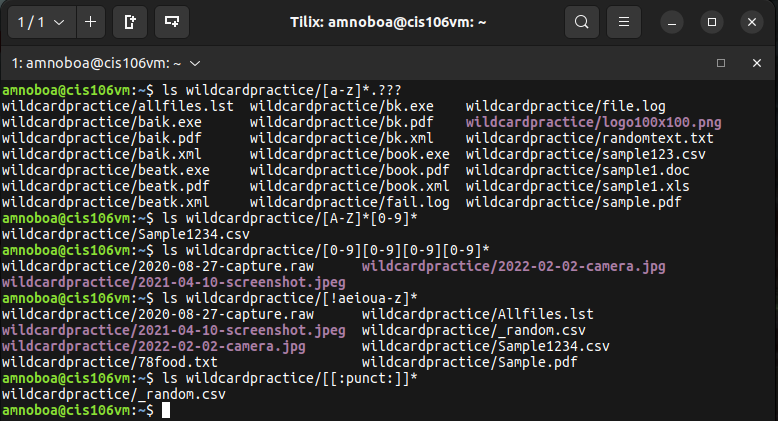 1 / 1
Tilix: amnoboa@cis106vm: ~
1: amnoboa@cis106vm: ~
amnoboa@cis106vm:~$ ls wildcardpractice/[a-z]*.???
wildcardpractice/allfiles.lst wildcardpractice/bk.exe wildcardpractice/file.log
wildcardpractice/baik.exe wildcardpractice/bk.pdf wildcardpractice/logo100x100.png
wildcardpractice/baik.pdf wildcardpractice/bk.xml wildcardpractice/randomtext.txt
wildcardpractice/baik.xml wildcardpractice/book.exe wildcardpractice/sample123.csv
wildcardpractice/beatk.exe wildcardpractice/book.pdf wildcardpractice/sample1.doc
wildcardpractice/beatk.pdf wildcardpractice/book.xml wildcardpractice/sample1.xls
wildcardpractice/beatk.xml wildcardpractice/fail.log wildcardpractice/sample.pdf
amnoboa@cis106vm:~$ ls wildcardpractice/[A-Z]*[0-9]*
wildcardpractice/Sample1234.csv
amnoboa@cis106vm:~$ ls wildcardpractice/[0-9][0-9][0-9][0-9]*
wildcardpractice/2020-08-27-capture.raw wildcardpractice/2022-02-02-camera.jpg
wildcardpractice/2021-04-10-screenshot.jpeg
amnoboa@cis106vm:~$ ls wildcardpractice/[!aeioua-z]*
wildcardpractice/2020-08-27-capture.raw wildcardpractice/Allfiles.lst
wildcardpractice/2021-04-10-screenshot.jpeg wildcardpractice/_random.csv
wildcardpractice/2022-02-02-camera.jpg wildcardpractice/Sample1234.csv
wildcardpractice/78food.txt wildcardpractice/Sample.pdf
amnoboa@cis106vm:~$ ls wildcardpractice/[[:punct:]]*
wildcardpractice/_random.csv
amnoboa@cis106vm:~$